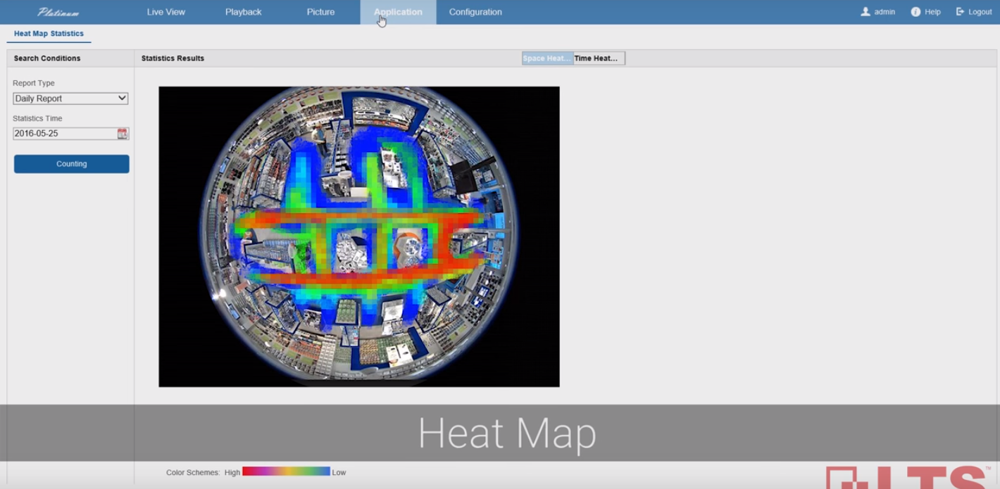 Platinum Live View Playback Picture Application Configuration admin Help Logout
Heat Map Statistics
Search Conditions Statistics Results Space Heat... Time Heat...
Report Type
Daily Report
Statistics Time
2016-05-25
Counting
Heat Map
Color Schemes: High Low
LTS ™